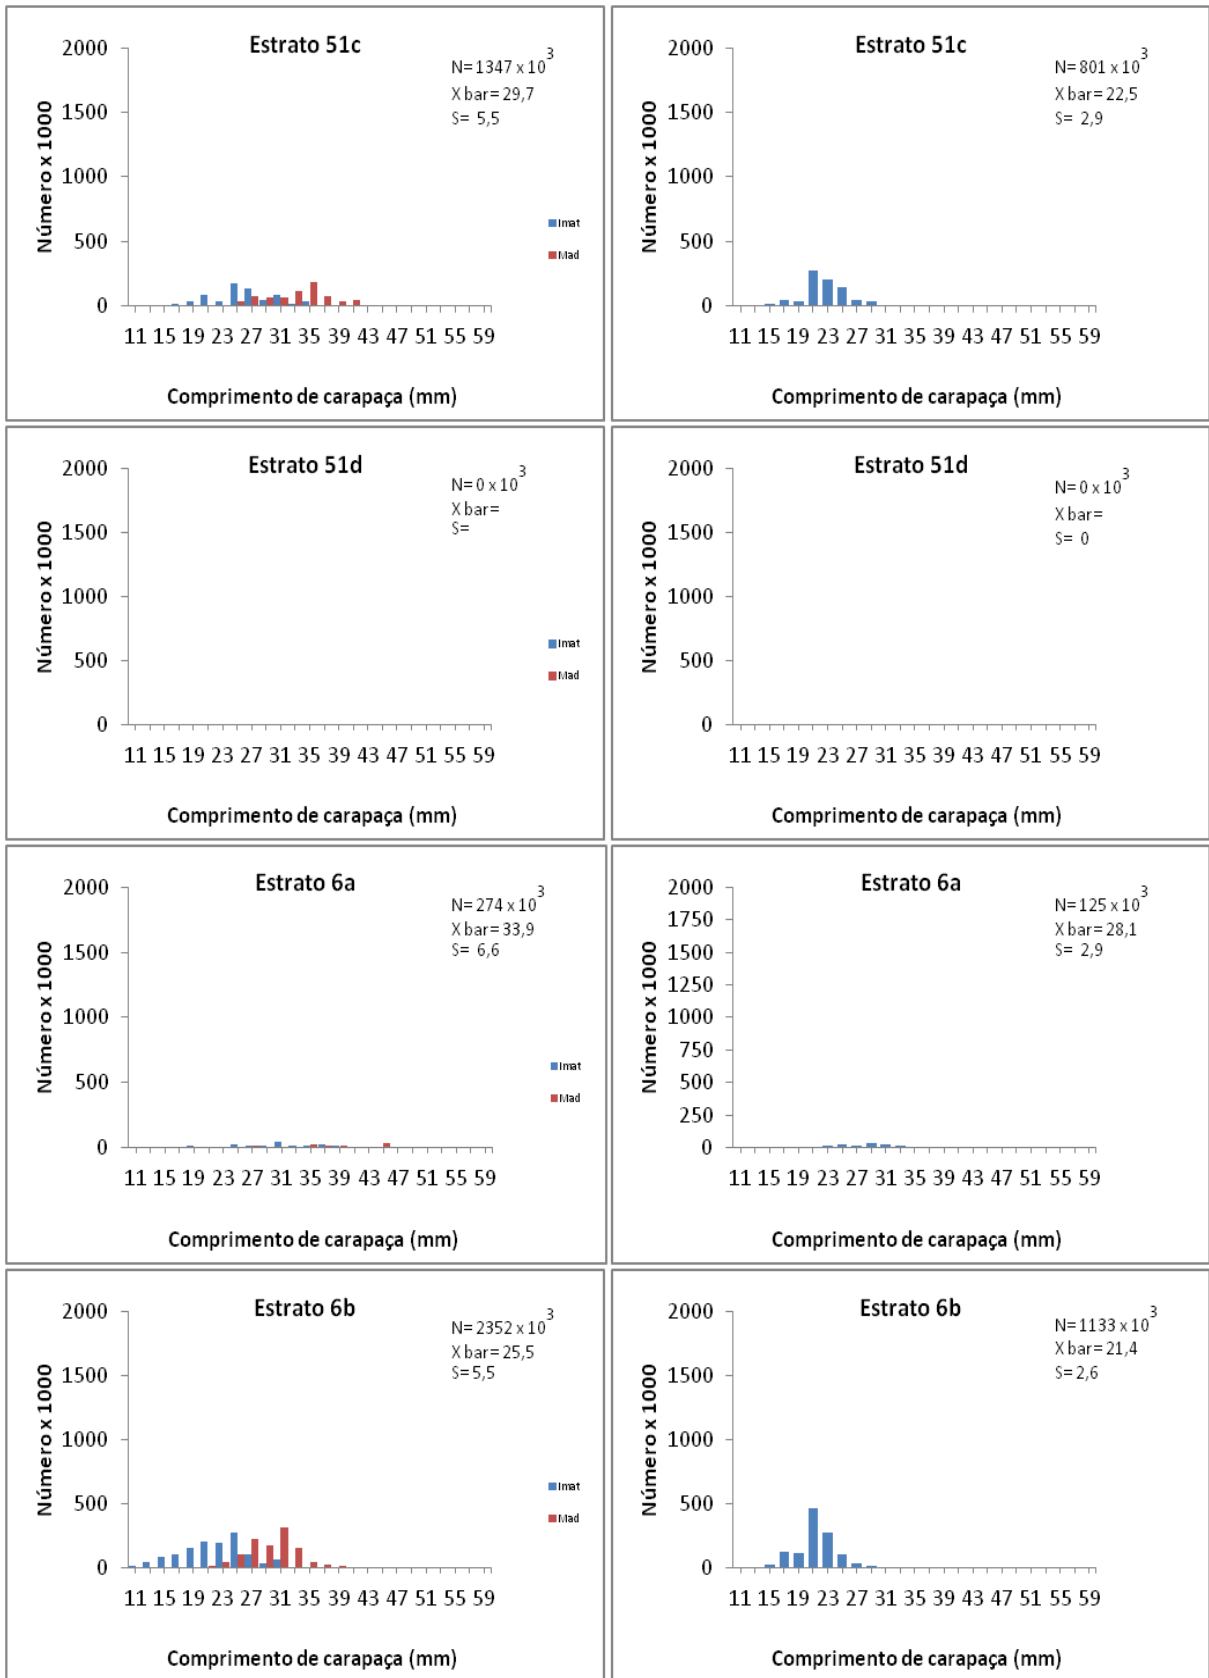 Estrato 51c
N= 1347 x 10³
X bar= 29,7
S= 5,5
2000
1500
1000
500
0
Número x 1000
Imat
Mad
11 15 19 23 27 31 35 39 43 47 51 55 59
Comprimento de carapaça (mm)
Estrato 51c
N= 801 x 10³
X bar= 22,5
S= 2,9
2000
1500
1000
500
0
Número x 1000
11 15 19 23 27 31 35 39 43 47 51 55 59
Comprimento de carapaça (mm)
Estrato 51d
N= 0 x 10³
X bar=
S=
2000
1500
1000
500
0
Número x 1000
Imat
Mad
11 15 19 23 27 31 35 39 43 47 51 55 59
Comprimento de carapaça (mm)
Estrato 51d
N= 0 x 10³
X bar=
S= 0
2000
1500
1000
500
0
Número x 1000
11 15 19 23 27 31 35 39 43 47 51 55 59
Comprimento de carapaça (mm)
Estrato 6a
N= 274 x 10³
X bar= 33,9
S= 6,6
2000
1500
1000
500
0
Número x 1000
Imat
Mad
11 15 19 23 27 31 35 39 43 47 51 55 59
Comprimento de carapaça (mm)
Estrato 6a
N= 125 x 10³
X bar= 28,1
S= 2,9
2000
1750
1500
1250
1000
750
500
250
0
Número x 1000
11 15 19 23 27 31 35 39 43 47 51 55 59
Comprimento de carapaça (mm)
Estrato 6b
N= 2352 x 10³
X bar= 25,5
S= 5,5
2000
1500
1000
500
0
Número x 1000
Imat
Mad
11 15 19 23 27 31 35 39 43 47 51 55 59
Comprimento de carapaça (mm)
Estrato 6b
N= 1133 x 10³
X bar= 21,4
S= 2,6
2000
1500
1000
500
0
Número x 1000
11 15 19 23 27 31 35 39 43 47 51 55 59
Comprimento de carapaça (mm)